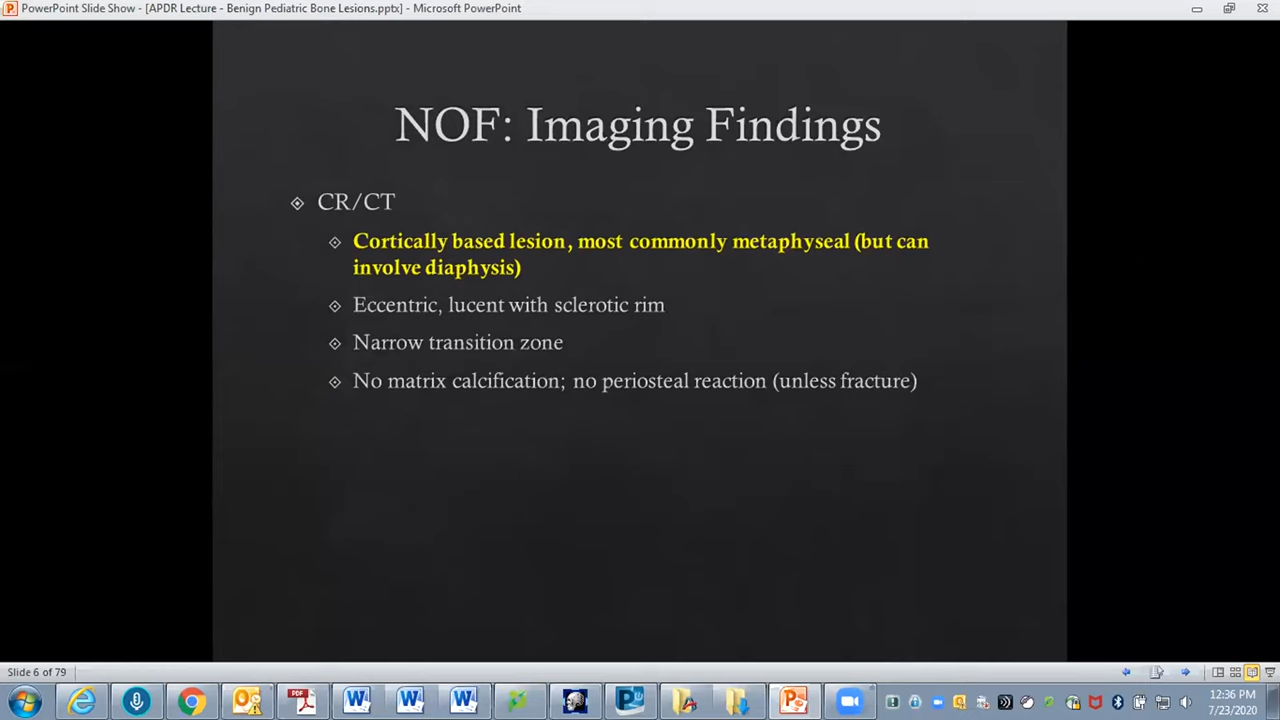 PowerPoint Slide Show - [APDR Lecture - Benign Pediatric Bone Lesions.pptx] - Microsoft PowerPoint
NOF: Imaging Findings
CR/CT
Cortically based lesion, most commonly metaphyseal (but can
involve diaphysis)
Eccentric, lucent with sclerotic rim
Narrow transition zone
No matrix calcification; no periosteal reaction (unless fracture)
Slide 6 of 79
12:36 PM
7/23/2020